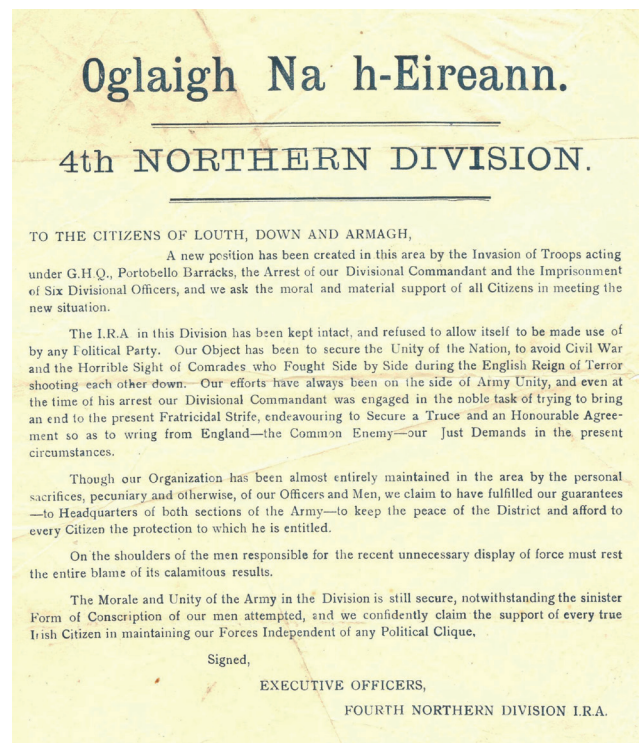 Oglaigh Na h-Eireann.
4th NORTHERN DIVISION.
TO THE CITIZENS OF LOUTH, DOWN AND ARMAGH,
A new position has been created in this area by the Invasion of Troops acting
under G.H.Q., Portobello Barracks, the Arrest of our Divisional Commandant and the Imprisonment
of Six Divisional Officers, and we ask the moral and material support of all Citizens in meeting the
new situation.
The I.R.A in this Division has been kept intact, and refused to allow itself to be made use of
by any Political Party. Our Object has been to secure the Unity of the Nation, to avoid Civil War
and the Horrible Sight of Comrades who Fought Side by Side during the English Reign of Terror
shooting each other down. Our efforts have always been on the side of Army Unity, and even at
the time of his arrest our Divisional Commandant was engaged in the noble task of trying to bring
an end to the present Fratricidal Strife, endeavouring to Secure a Truce and an Honourable Agree-
ment so as to wring from England—the Common Enemy—our Just Demands in the present
circumstances.
Though our Organization has been almost entirely maintained in the area by the personal
sacrifices, pecuniary and otherwise, of our Officers and Men, we claim to have fulfilled our guarantees
—to Headquarters of both sections of the Army—to keep the peace of the District and afford to
every Citizen the protection to which he is entitled.
On the shoulders of the men responsible for the recent unnecessary display of force must rest
the entire blame of its calamitous results.
The Morale and Unity of the Army in the Division is still secure, notwithstanding the sinister
Form of Conscription of our men attempted, and we confidently claim the support of every true
Irish Citizen in maintaining our Forces Independent of any Political Clique,
Signed,
EXECUTIVE OFFICERS,
FOURTH NORTHERN DIVISION I.R.A.